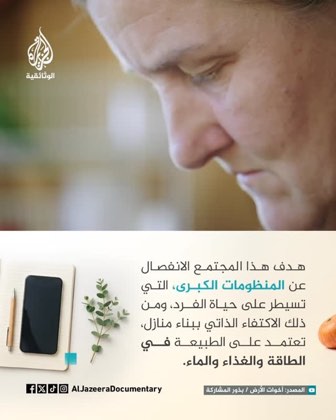 الجزيرة
الوثائقية
هدف هذا المجتمع الانفصال
عن المنظومات الكبرى، التي
تسيطر على حياة الفرد، ومن
ذلك الاكتفاء الذاتي ببناء منازل،
تعتمد على الطبيعة في
الطاقة والغذاء والماء.
AlJazeeraDocumentary
المصدر: أخوات الأرض / بذور المشاركة